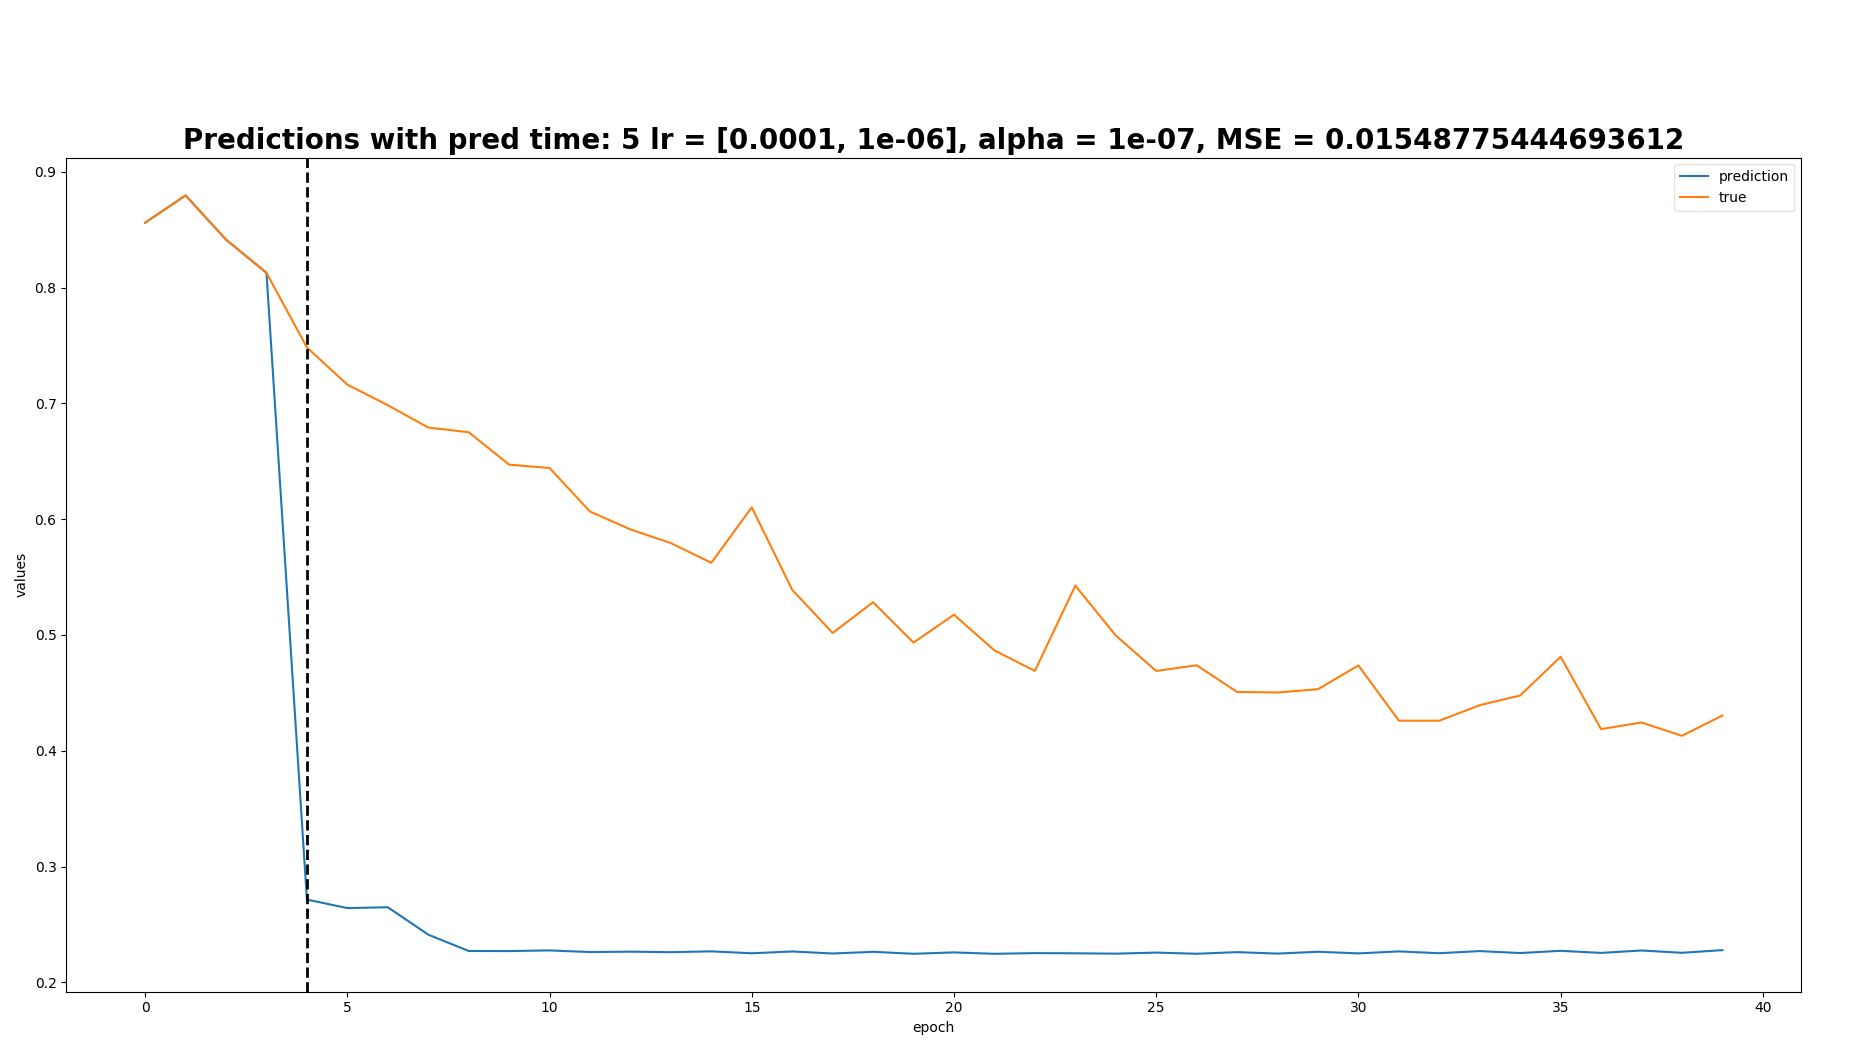 Predictions with pred time: 5 lr = [0.0001, 1e-06], alpha = 1e-07, MSE = 0.01548775444693612
prediction
true
0.9
0.8
0.7
0.6
0.5
0.4
0.3
0.2
values
0 5 10 15 20 25 30 35 40
epoch